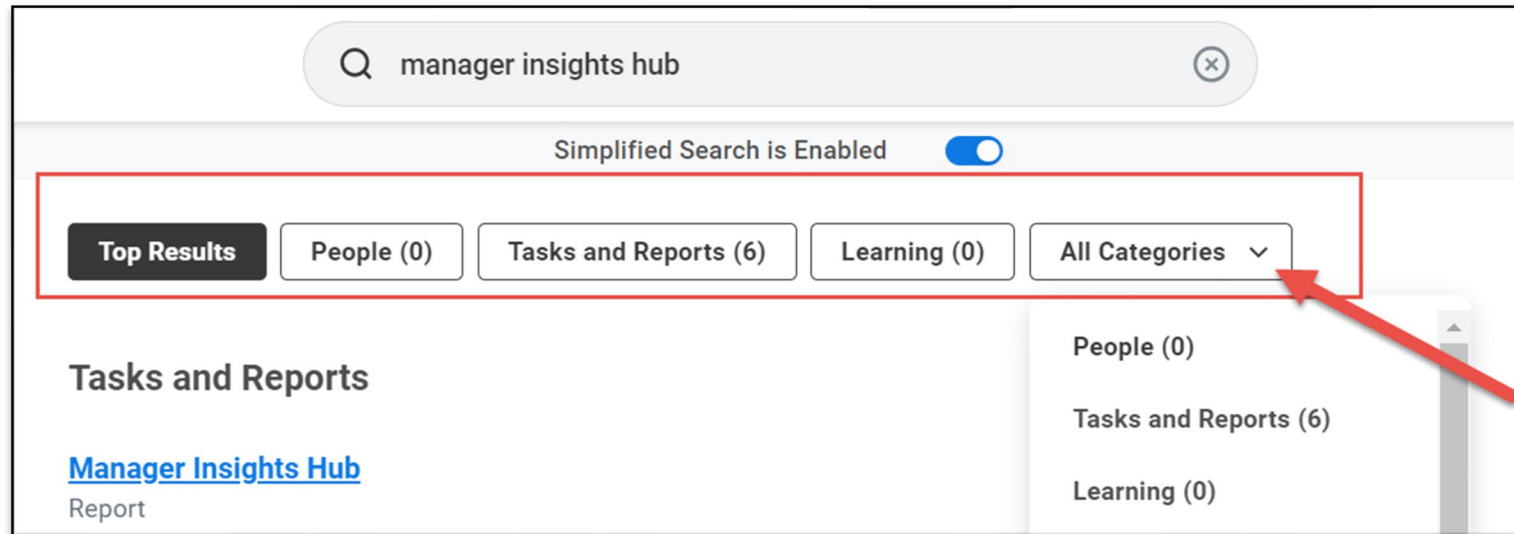 manager insights hub
Simplified Search is Enabled
Top Results People (0) Tasks and Reports (6) Learning (0) All Categories
Tasks and Reports
Manager Insights Hub
Report
People (0)
Tasks and Reports (6)
Learning (0)